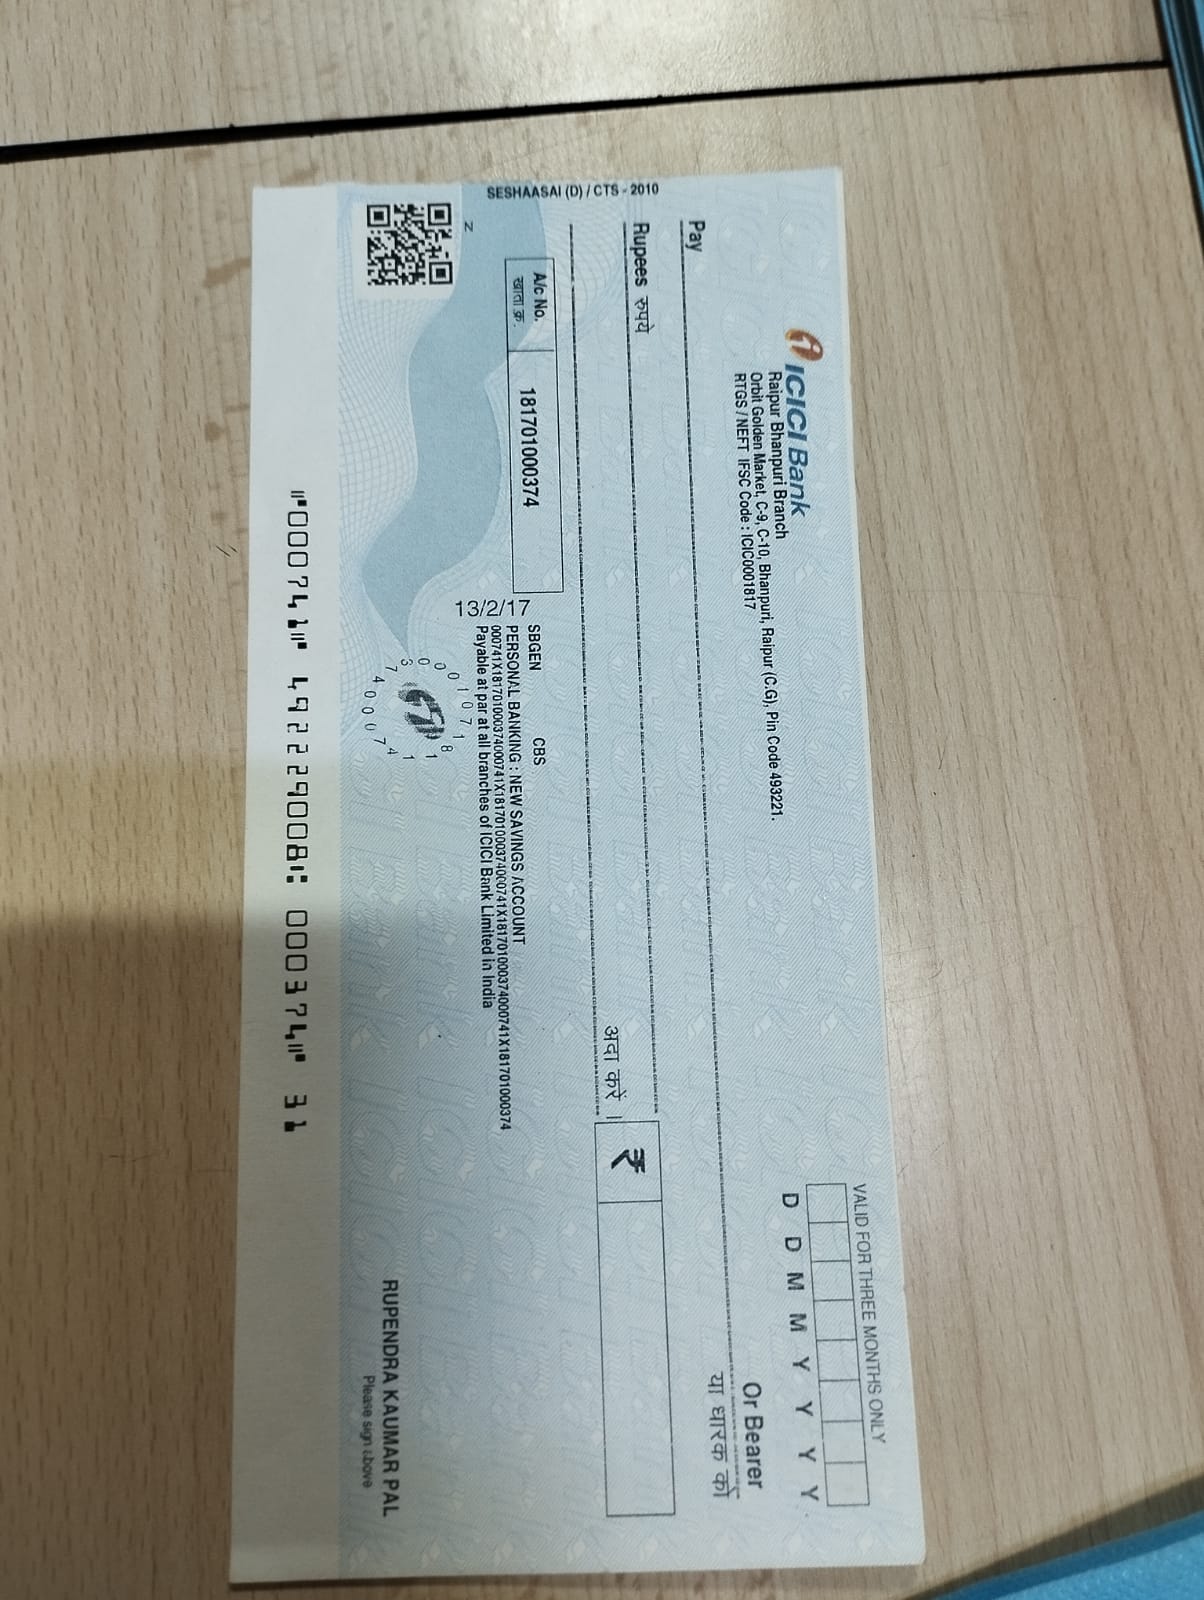 VALID FOR THREE MONTHS ONLY
ICICI Bank
Raipur Bhanpuri Branch
Orbit Golden Market, C-9, C-10, Bhanpuri, Raipur (C.G), Pin Code 493221.
RTGS / NEFT IFSC Code : ICIC0001817
D D M M Y Y Y Y
Pay
Or Bearer
या धारक को
Rupees रुपये
अदा करें ।
₹
SESHAASAI (D) / CTS - 2010
A/c No.
खाता क्र.
181701000374
SBGEN CBS
13/2/17
PERSONAL BANKING : NEW SAVINGS ACCOUNT
000741X181701000374000741X181701000374000741X181701000374000741X181701000374
Payable at par at all branches of ICICI Bank Limited in India
Z
RUPENDRA KAUMAR PAL
Please sign above
⑈000741⑈ 492229008⑆ 000374⑈ 31